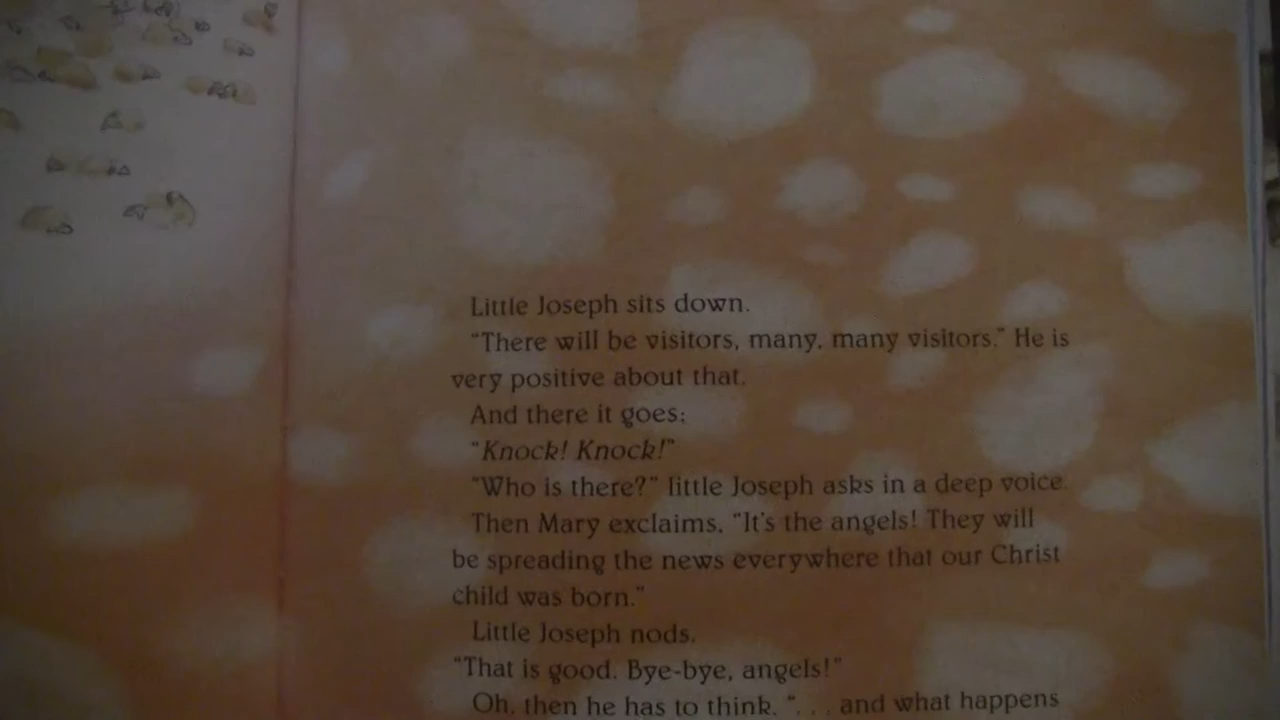 Little Joseph sits down.
"There will be visitors, many, many visitors." He is
very positive about that.
And there it goes:
"Knock! Knock!"
"Who is there?" little Joseph asks in a deep voice.
Then Mary exclaims, "It's the angels! They will
be spreading the news everywhere that our Christ
child was born."
Little Joseph nods.
"That is good. Bye-bye, angels!"
Oh, then he has to think. ". . . and what happens